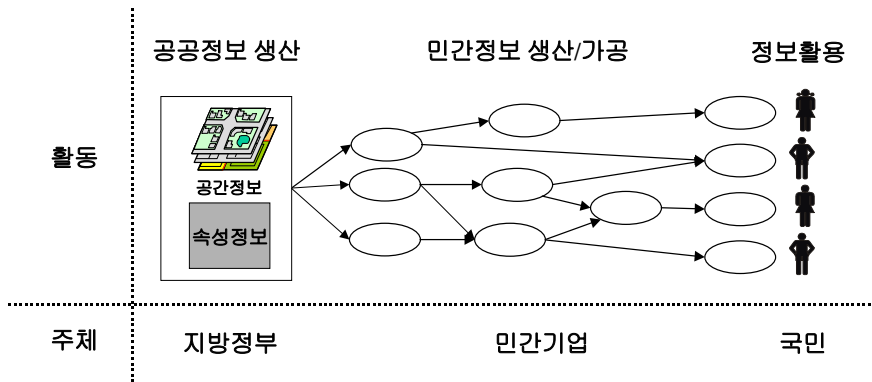 공공정보 생산
민간정보 생산/가공
정보활용
활동
공간정보
속성정보
주체
지방정부
민간기업
국민